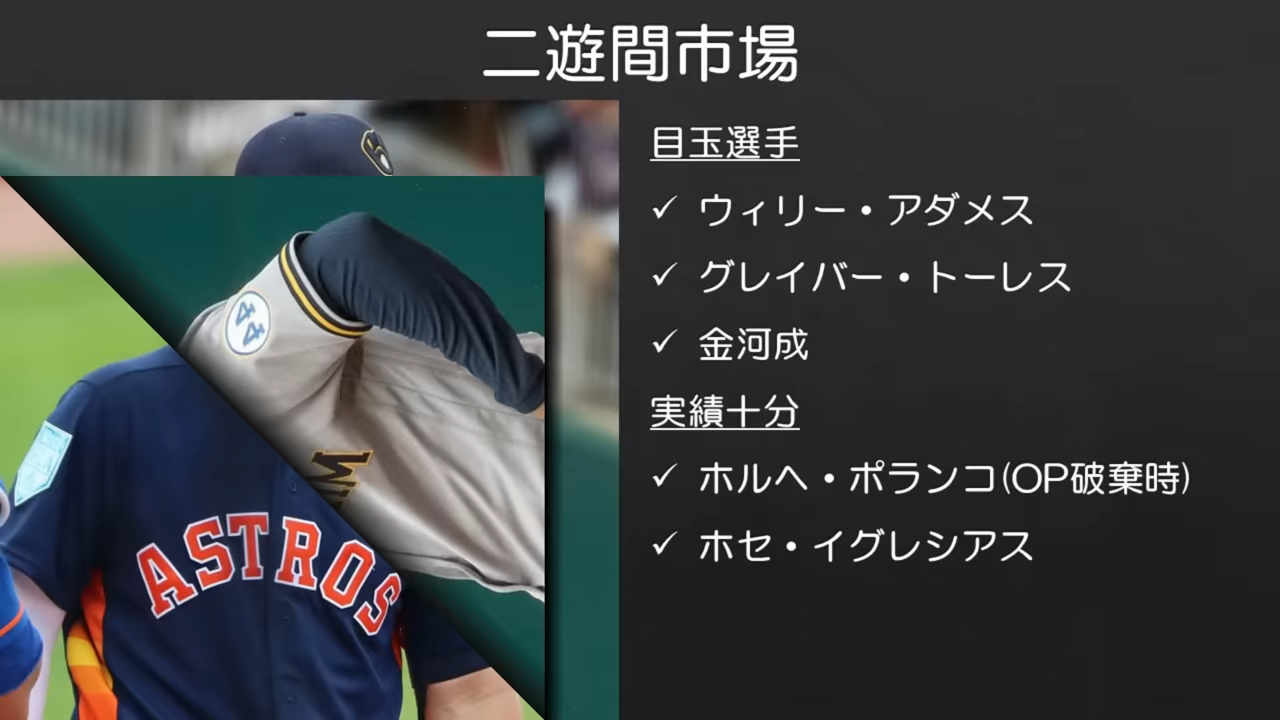 二遊間市場
目玉選手
✓ ウィリー・アダメス
✓ グレイバー・トーレス
✓ 金河成
実績十分
✓ ホルヘ・ポランコ(OP破棄時)
✓ ホセ・イグレシアス
44
ASTROS